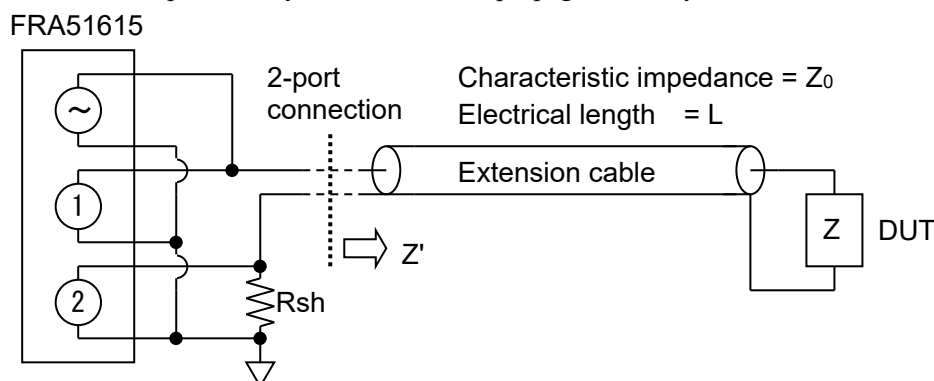 FRA51615
2-port
connection
Characteristic impedance = Z₀
Electrical length = L
Extension cable
~
1
2
Z'
Rsh
Z
DUT